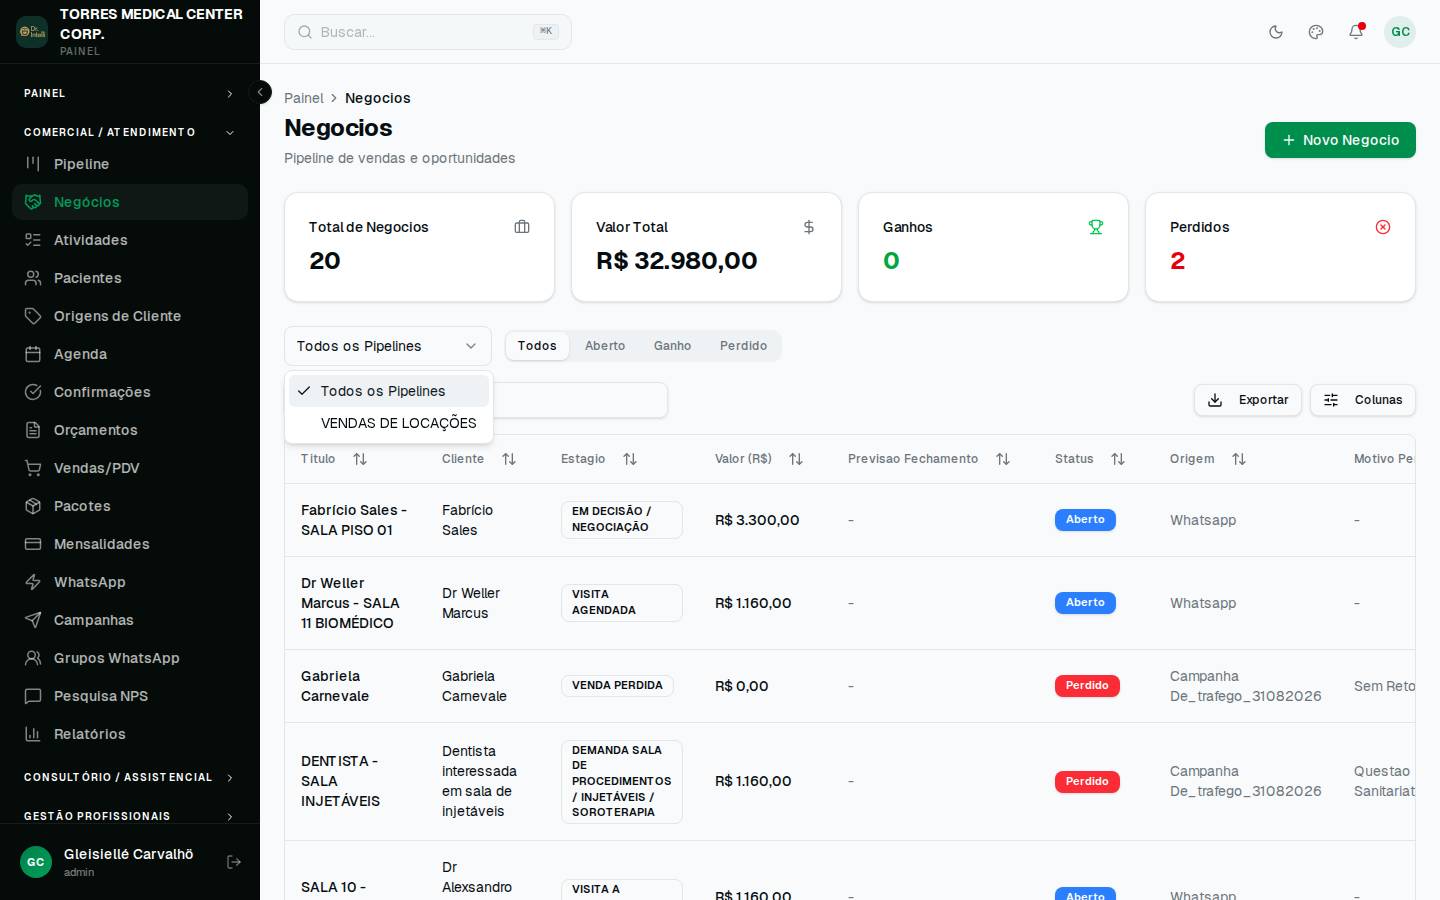 TORRES MEDICAL CENTER
CORP.
PAINEL
Buscar...
⌘K
GC
PAINEL
COMERCIAL / ATENDIMENTO
Pipeline
Negócios
Atividades
Pacientes
Origens de Cliente
Agenda
Confirmações
Orçamentos
Vendas/PDV
Pacotes
Mensalidades
WhatsApp
Campanhas
Grupos WhatsApp
Pesquisa NPS
Relatórios
CONSULTÓRIO / ASSISTENCIAL
GESTÃO PROFISSIONAIS
GC
Gleisiellé Carvalhö
admin
Painel > Negocios
Negocios
Pipeline de vendas e oportunidades
+ Novo Negocio
Total de Negocios
20
Valor Total
R$ 32.980,00
Ganhos
0
Perdidos
2
Todos os Pipelines
Todos Aberto Ganho Perdido
Todos os Pipelines
VENDAS DE LOCAÇÕES
Exportar
Colunas
Titulo Cliente Estagio Valor (R$) Previsao Fechamento Status Origem Motivo Pe
Fabrício Sales -
SALA PISO 01
Fabrício
Sales
EM DECISÃO /
NEGOCIAÇÃO
R$ 3.300,00
-
Aberto
Whatsapp
-
Dr Weller
Marcus - SALA
11 BIOMÉDICO
Dr Weller
Marcus
VISITA
AGENDADA
R$ 1.160,00
-
Aberto
Whatsapp
-
Gabriela
Carnevale
Gabriela
Carnevale
VENDA PERDIDA
R$ 0,00
-
Perdido
Campanha
De_trafego_31082026
Sem Reto
DENTISTA -
SALA
INJETÁVEIS
Dentista
interessada
em sala de
injetáveis
DEMANDA SALA
DE
PROCEDIMENTOS
/ INJETÁVEIS /
SOROTERAPIA
R$ 1.160,00
-
Perdido
Campanha
De_trafego_31082026
Questao
Sanitariat
SALA 10 -
Dr
Alexsandro
VISITA A
R$ 1.160,00
-
Aberto
Whatsapp
-